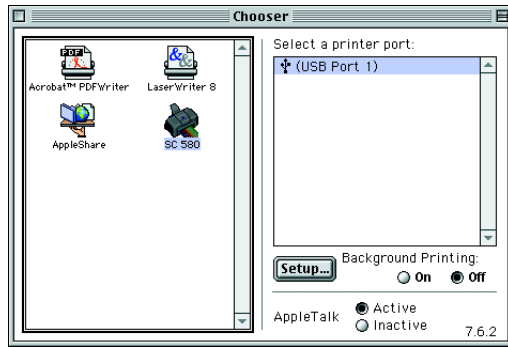 Chooser
PDF
Acrobat™ PDFWriter
&&
LaserWriter 8
AppleShare
SC 580
Select a printer port:
(USB Port 1)
Setup...
Background Printing:
On Off
AppleTalk
Active
Inactive
7.6.2